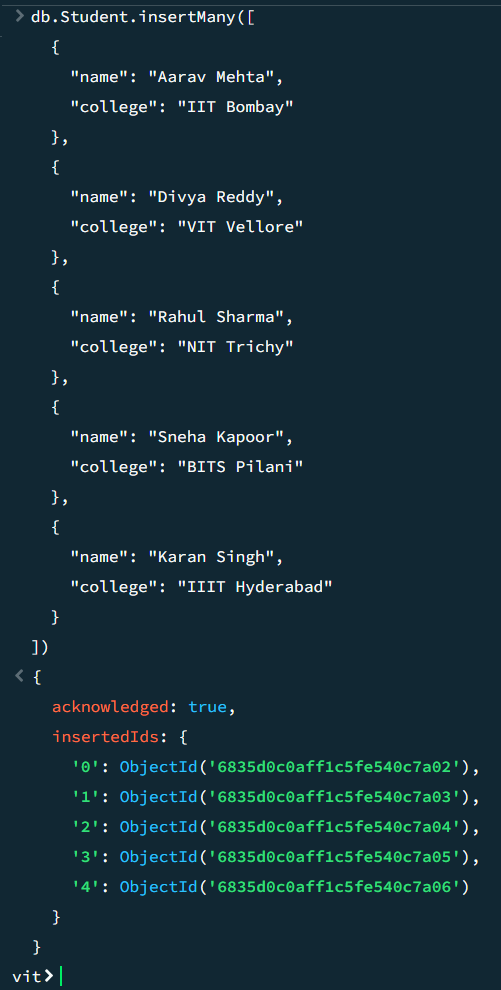 > db.Student.insertMany([
{
"name": "Aarav Mehta",
"college": "IIT Bombay"
},
{
"name": "Divya Reddy",
"college": "VIT Vellore"
},
{
"name": "Rahul Sharma",
"college": "NIT Trichy"
},
{
"name": "Sneha Kapoor",
"college": "BITS Pilani"
},
{
"name": "Karan Singh",
"college": "IIIT Hyderabad"
}
])
< {
acknowledged: true,
insertedIds: {
'0': ObjectId('6835d0c0aff1c5fe540c7a02'),
'1': ObjectId('6835d0c0aff1c5fe540c7a03'),
'2': ObjectId('6835d0c0aff1c5fe540c7a04'),
'3': ObjectId('6835d0c0aff1c5fe540c7a05'),
'4': ObjectId('6835d0c0aff1c5fe540c7a06')
}
}
vit>